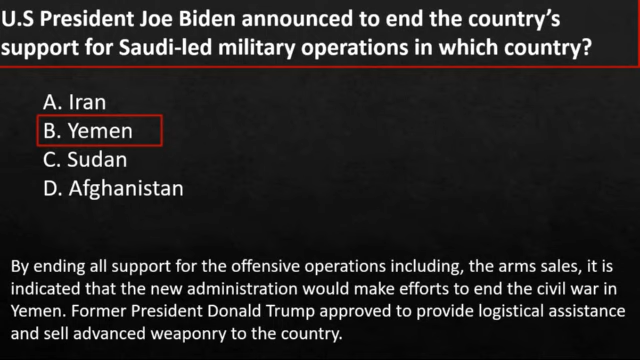 U.S President Joe Biden announced to end the country's
support for Saudi-led military operations in which country?
A. Iran
B. Yemen
C. Sudan
D. Afghanistan
By ending all support for the offensive operations including, the arms sales, it is
indicated that the new administration would make efforts to end the civil war in
Yemen. Former President Donald Trump approved to provide logistical assistance
and sell advanced weaponry to the country.